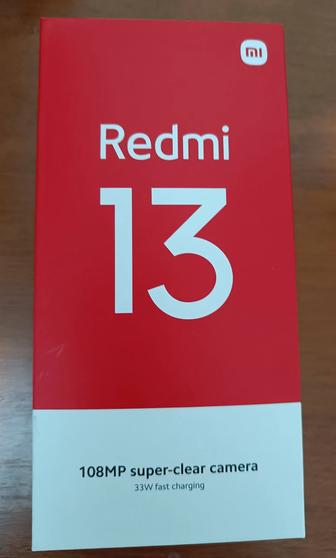 mi
Redmi
13
108MP super-clear camera
33W fast charging